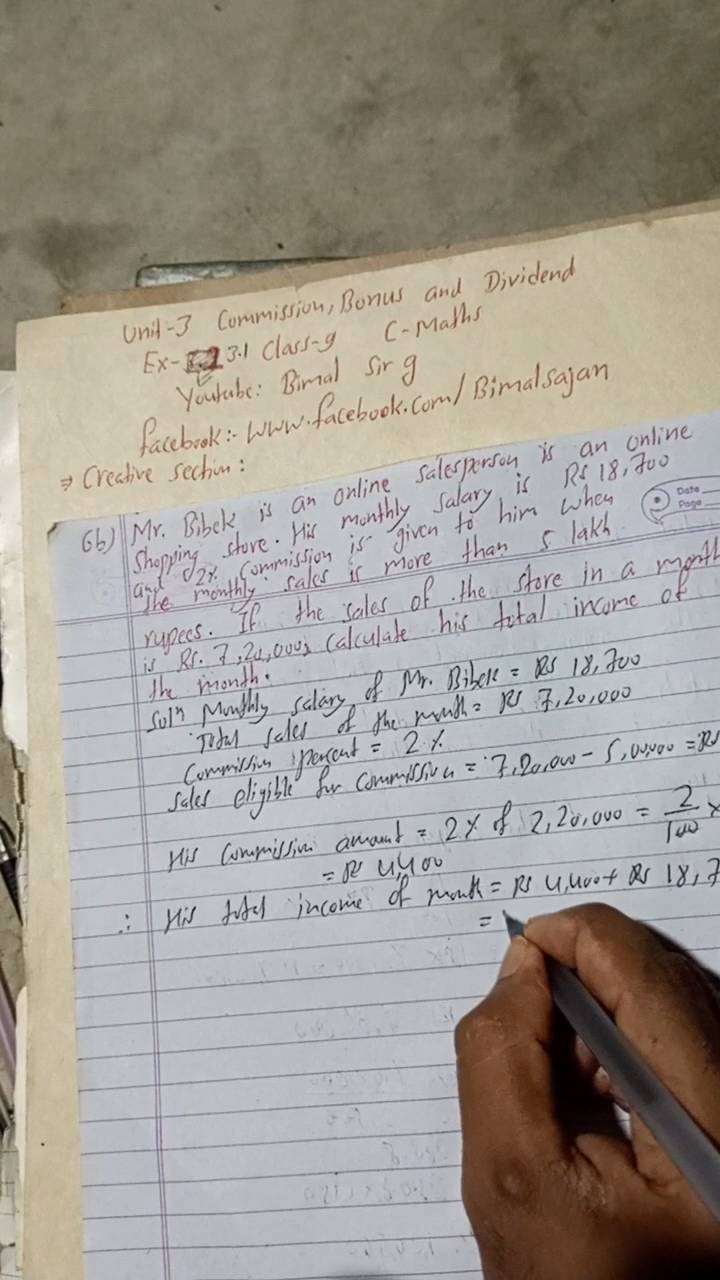 Unit-3 Commission, Bonus and Dividend
Ex- 3.1 Class-9 C-Maths
Youtube: Bimal Sir g
facebook:- www.facebook.com/Bimalsajan
⇒ Creative section:
6b) Mr. Bibek is an online salesperson is an online
shopping store. His monthly salary is Rs 18,700
and 2% commission is given to him when
the monthly sales is more than 5 lakh
rupees. If the sales of the store in a month
is Rs. 7,20,000, calculate his total income of
the month.
Solⁿ Monthly salary of Mr. Bibek = Rs 18,700
Total sales of the month = Rs 7,20,000
Commission percent = 2%
Sales eligible for commission = 7,20,000 - 5,00,000 = Rs
His commission amount = 2% of 2,20,000 = 2/100 ×
= Rs 4,400
∴ His total income of month = Rs 4,400 + Rs 18,7
=
Date
Page